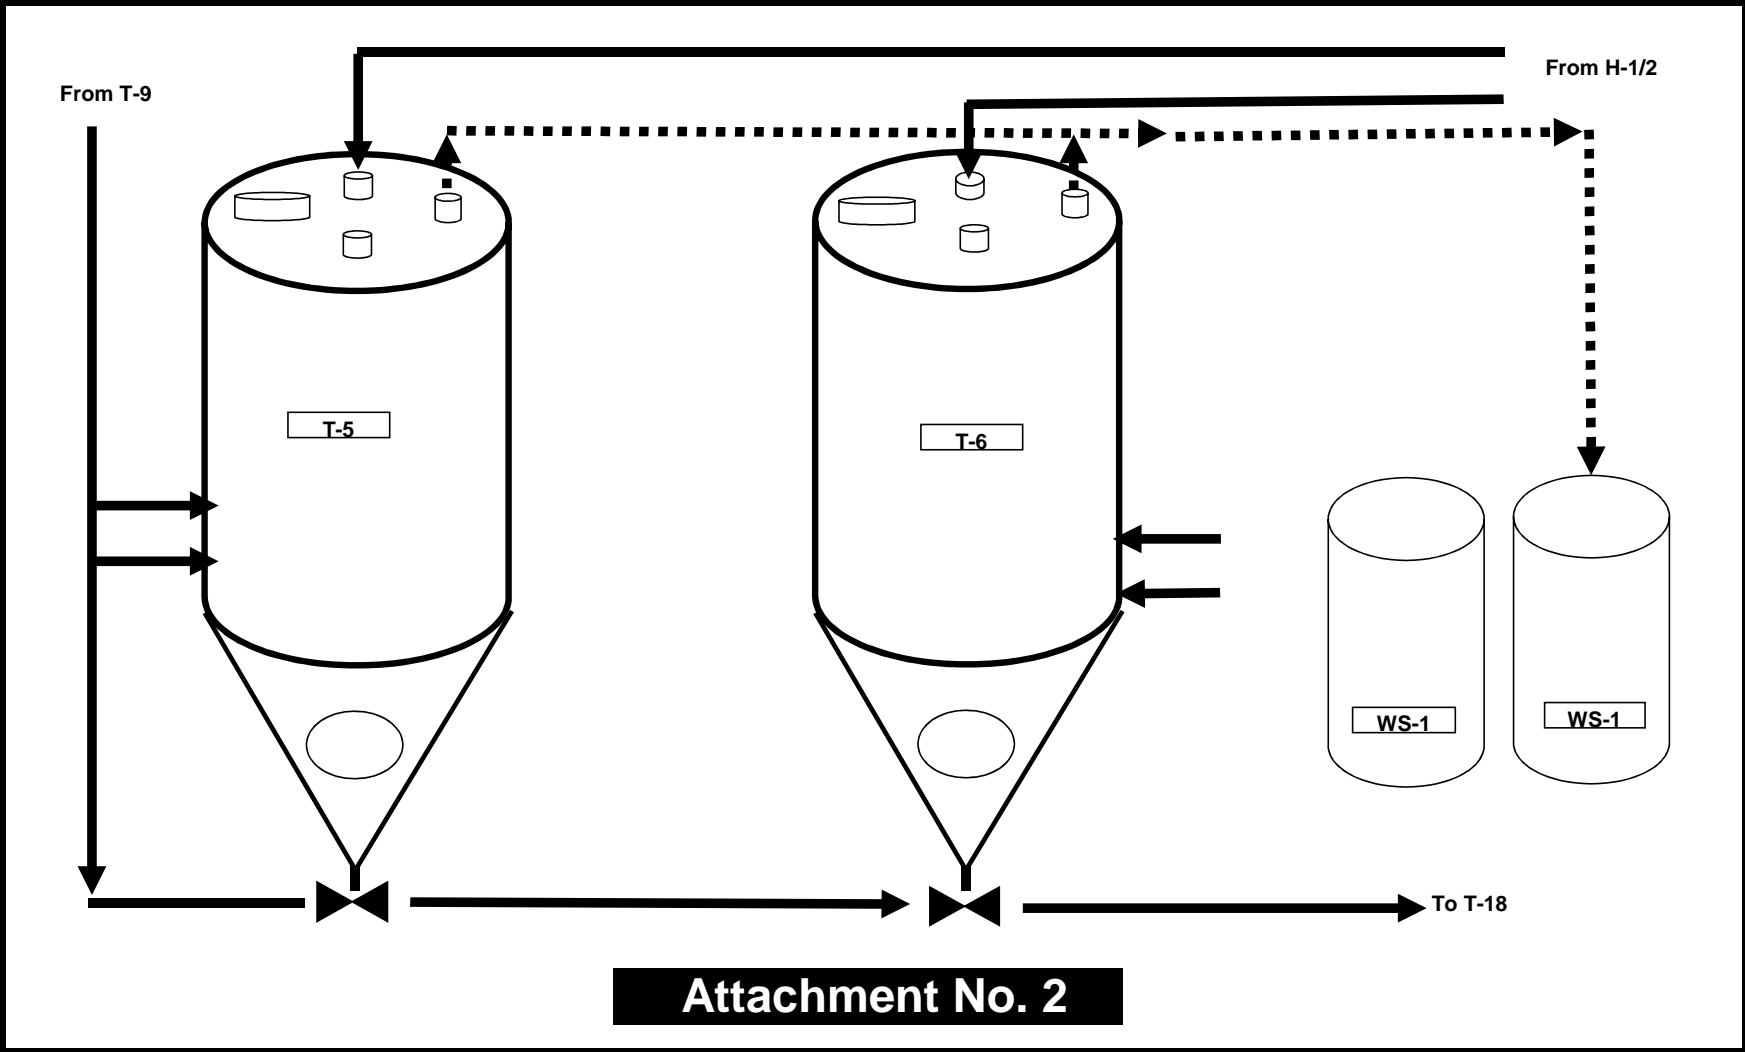 From H-1/2
From T-9
T-5
T-6
WS-1
WS-1
To T-18
Attachment No. 2